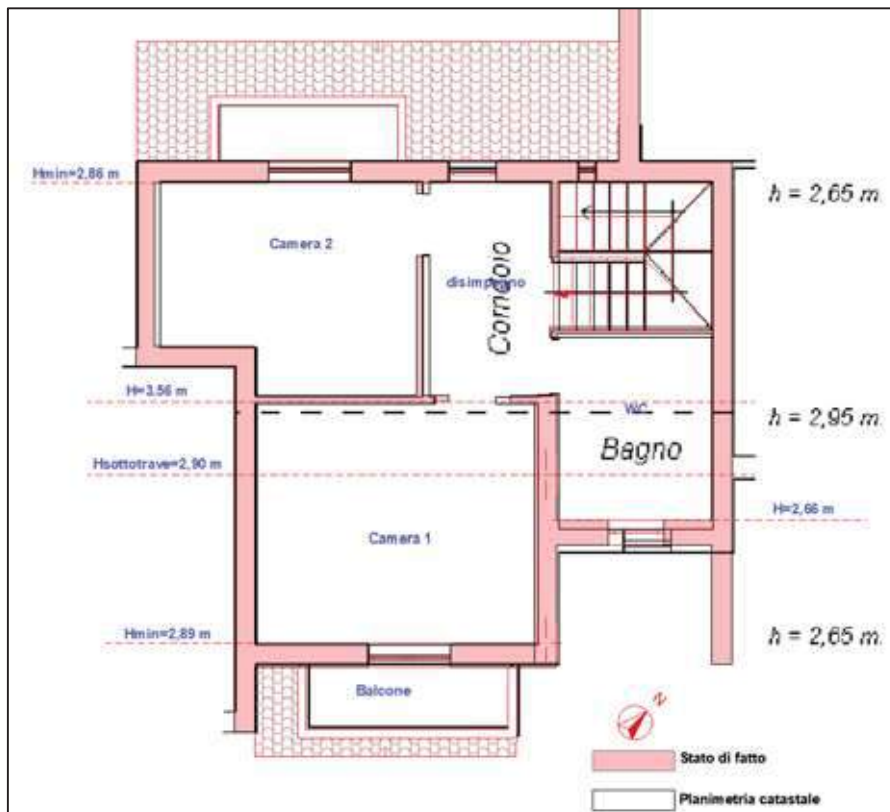 Hmin=2,86 m
h = 2,65 m.
Camera 2
disimpegno
Corridoio
H=3.56 m
WC
h = 2,95 m.
Bagno
Hsottotrave=2,90 m
H=2,66 m
Camera 1
Hmin=2,89 m
h = 2,65 m.
Balcone
N
Stato di fatto
Planimetria catastale